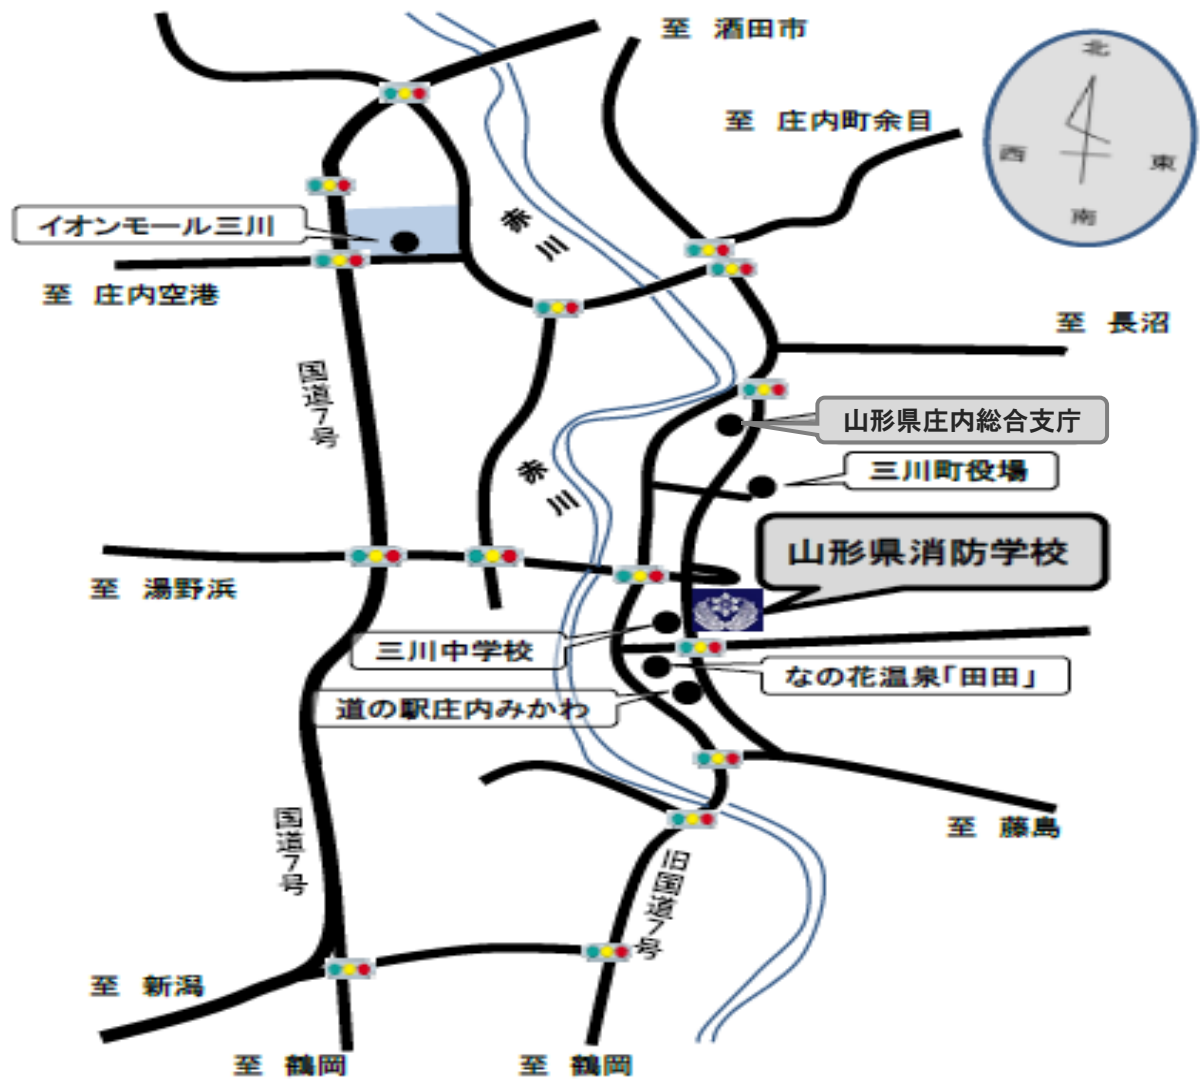 至 酒田市
北
西
東
南
至 庄内町余目
イオンモール三川
赤川
至 庄内空港
至 長沼
国道7号
山形県庄内総合支庁
三川町役場
赤川
山形県消防学校
至 湯野浜
三川中学校
なの花温泉「田田」
道の駅庄内みかわ
国道7号
至 藤島
旧国道7号
至 新潟
至 鶴岡
至 鶴岡